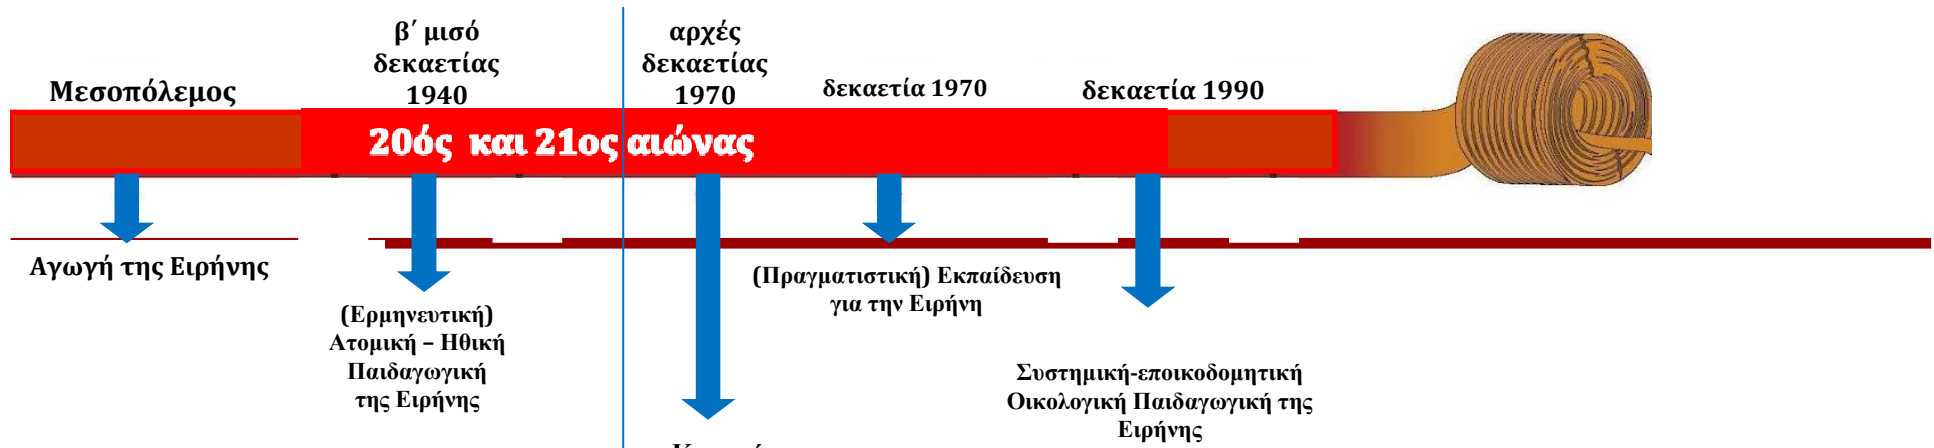 Μεσοπόλεμος
β΄ μισό
δεκαετίας
1940
αρχές
δεκαετίας
1970
δεκαετία 1970
δεκαετία 1990
20ός και 21ος αιώνας
Αγωγή της Ειρήνης
(Ερμηνευτική)
Ατομική – Ηθική
Παιδαγωγική
της Ειρήνης
(Πραγματιστική) Εκπαίδευση
για την Ειρήνη
Συστημική-εποικοδομητική
Οικολογική Παιδαγωγική της
Ειρήνης